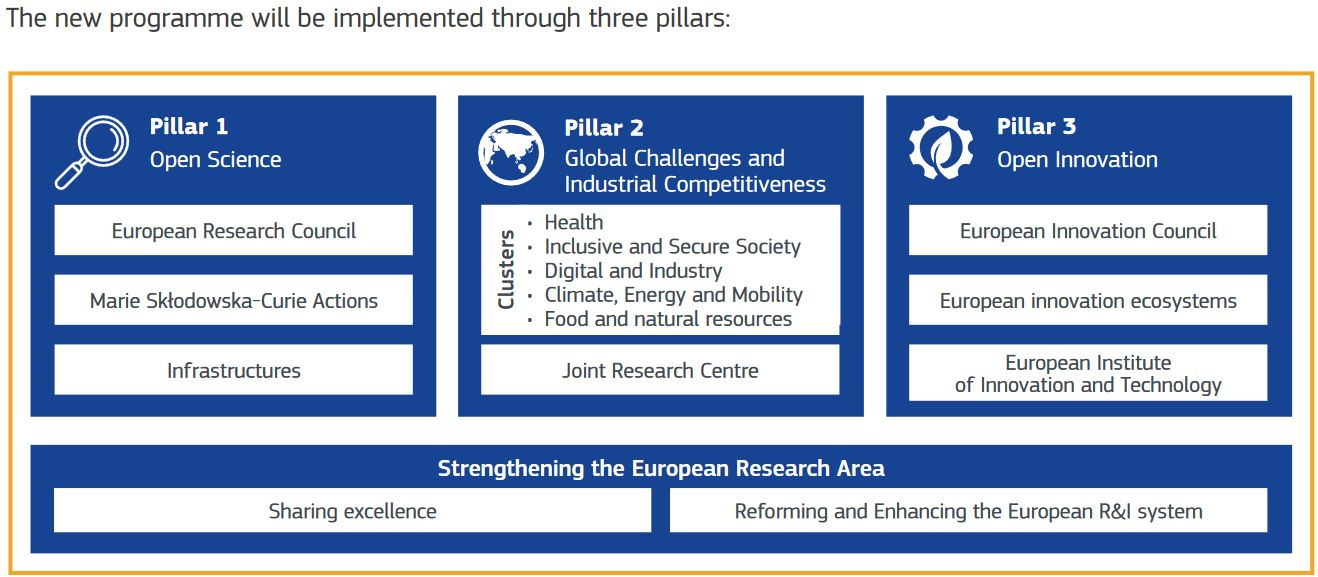 The new programme will be implemented through three pillars:
Pillar 1
Open Science
European Research Council
Marie Skłodowska-Curie Actions
Infrastructures
Pillar 2
Global Challenges and
Industrial Competitiveness
Clusters
· Health
· Inclusive and Secure Society
· Digital and Industry
· Climate, Energy and Mobility
· Food and natural resources
Joint Research Centre
Pillar 3
Open Innovation
European Innovation Council
European innovation ecosystems
European Institute
of Innovation and Technology
Strengthening the European Research Area
Sharing excellence
Reforming and Enhancing the European R&I system